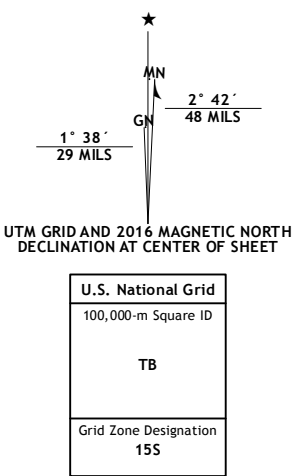 ★
MN
GN
2° 42´
48 MILS
1° 38´
29 MILS
UTM GRID AND 2016 MAGNETIC NORTH
DECLINATION AT CENTER OF SHEET
U.S. National Grid
100,000-m Square ID
TB
Grid Zone Designation
15S